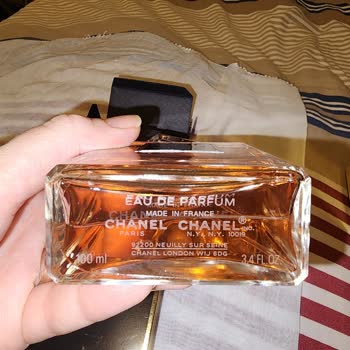 EAU DE PARFUM
MADE IN FRANCE
CHANEL CHANEL® INC.
PARIS N.Y., N.Y. 10019
92200 NEUILLY SUR SEINE
CHANEL LONDON W1J 6DG
100 ml 3.4 FL. OZ